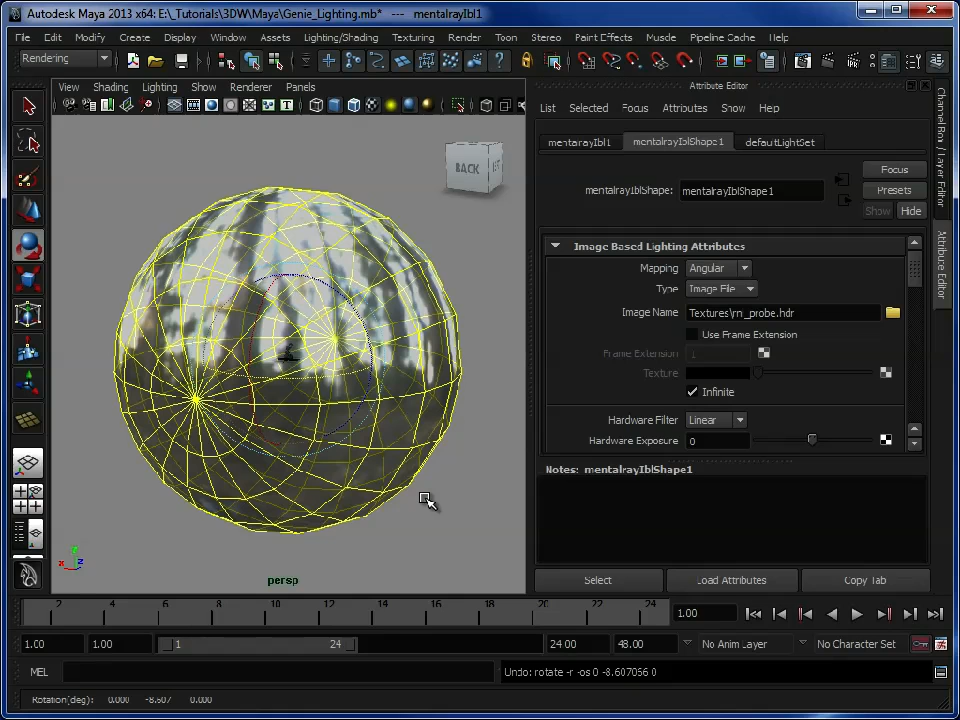 Autodesk Maya 2013 x64: E:\_Tutorials\3DW\Maya\Genie_Lighting.mb* --- mentalrayIbl1
File Edit Modify Create Display Window Assets Lighting/Shading Texturing Render Toon Stereo Paint Effects Muscle Pipeline Cache Help
Rendering
View Shading Lighting Show Renderer Panels
Attribute Editor
List Selected Focus Attributes Show Help
mentarayIbl1 mentalrayIblShape1 defaultLightSet
Focus
mentalrayIblShape: mentalrayIblShape1
Presets
Show Hide
BACK
Image Based Lighting Attributes
Mapping Angular
Type Image File
Image Name Textures\rnl_probe.hdr
Use Frame Extension
Frame Extension 1
Texture
Infinite
Hardware Filter Linear
Hardware Exposure 0
Notes: mentalrayIblShape1
Select Load Attributes Copy Tab
Channel Box / Layer Editor
Attribute Editor
persp
2 4 6 8 10 12 14 16 18 20 22 24
1.00
1.00 1.00 1 24 24.00 48.00 No Anim Layer No Character Set
MEL Undo: rotate -r -os 0 -8.607066 0
Rotation(deg): 0.000 -8.607 0.000